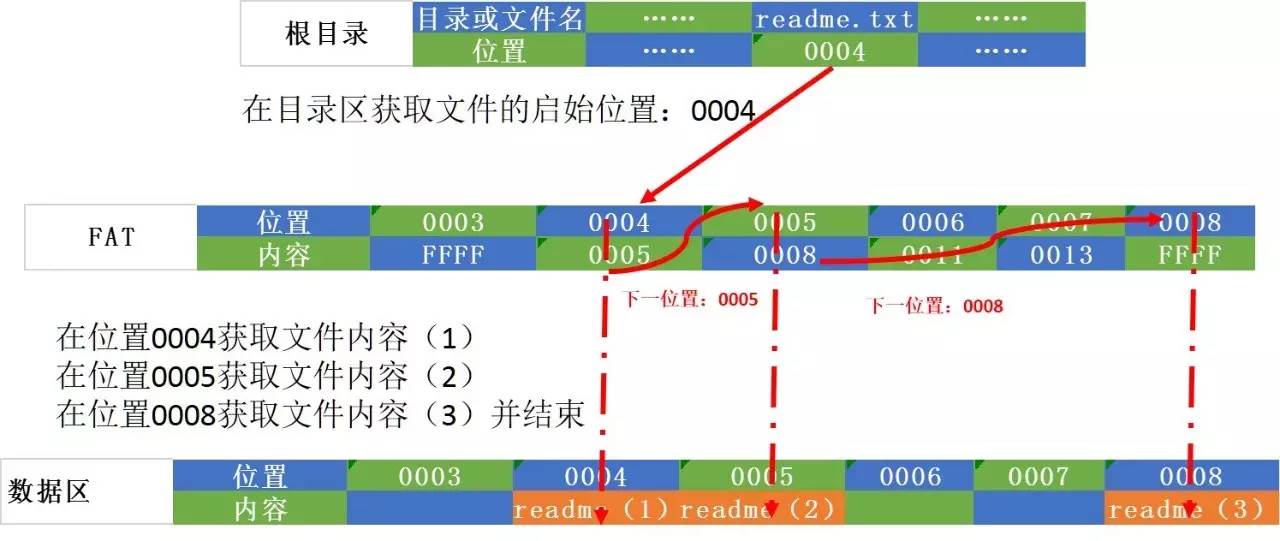 根目录 目录或文件名 …… readme.txt ……
位置 …… 0004 ……
在目录区获取文件的启始位置：0004
FAT 位置 0003 0004 0005 0006 0007 0008
内容 FFFF 0005 0008 0011 0013 FFFF
下一位置：0005 下一位置：0008
在位置0004获取文件内容（1）
在位置0005获取文件内容（2）
在位置0008获取文件内容（3）并结束
数据区 位置 0003 0004 0005 0006 0007 0008
内容 readme（1） readme（2） readme（3）